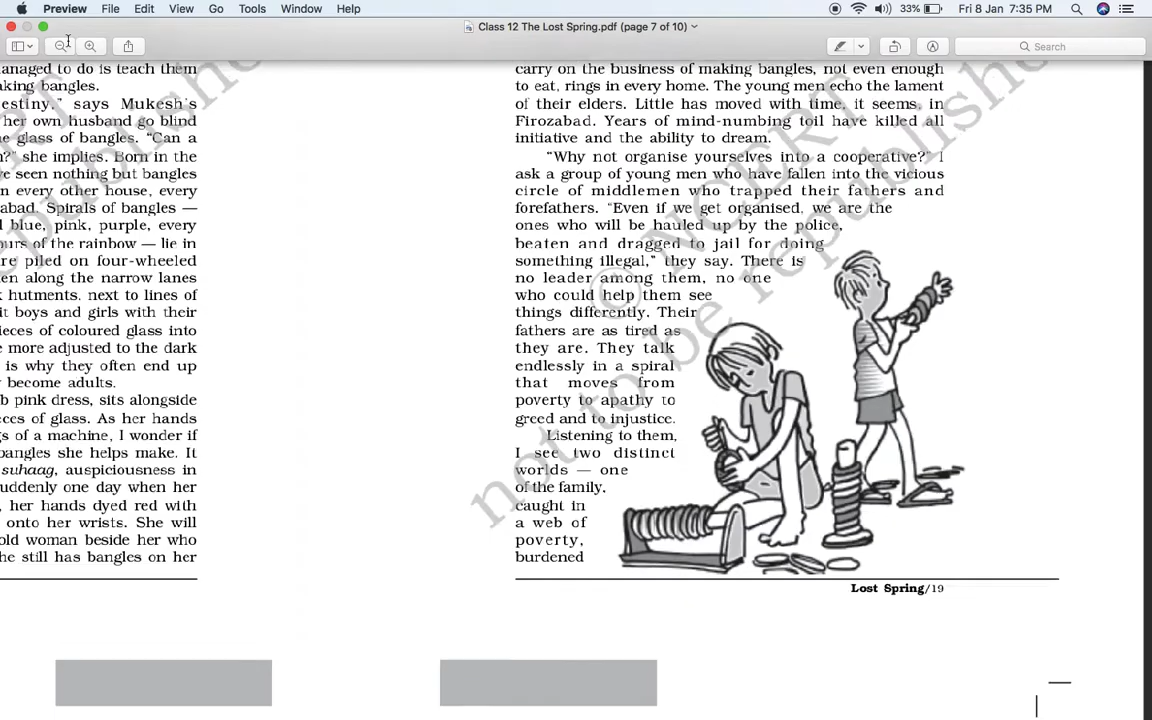 Preview File Edit View Go Tools Window Help 33% Fri 8 Jan 7:35 PM
Class 12 The Lost Spring.pdf (page 7 of 10)
Search
anaged to do is teach them
aking bangles.
estiny," says Mukesh's
her own husband go blind
e glass of bangles. "Can a
?" she implies. Born in the
e seen nothing but bangles
n every other house, every
abad. Spirals of bangles —
d blue, pink, purple, every
ours of the rainbow — lie in
re piled on four-wheeled
en along the narrow lanes
k hutments. next to lines of
it boys and girls with their
ieces of coloured glass into
e more adjusted to the dark
is why they often end up
become adults.
b pink dress, sits alongside
eces of glass. As her hands
gs of a machine, I wonder if
bangles she helps make. It
suhaag, auspiciousness in
uddenly one day when her
, her hands dyed red with
onto her wrists. She will
old woman beside her who
he still has bangles on her
carry on the business of making bangles, not even enough
to eat, rings in every home. The young men echo the lament
of their elders. Little has moved with time, it seems, in
Firozabad. Years of mind-numbing toil have killed all
initiative and the ability to dream.
"Why not organise yourselves into a cooperative?" I
ask a group of young men who have fallen into the vicious
circle of middlemen who trapped their fathers and
forefathers. "Even if we get organised, we are the
ones who will be hauled up by the police,
beaten and dragged to jail for doing
something illegal," they say. There is
no leader among them, no one
who could help them see
things differently. Their
fathers are as tired as
they are. They talk
endlessly in a spiral
that moves from
poverty to apathy to
greed and to injustice.
Listening to them,
I see two distinct
worlds — one
of the family,
caught in
a web of
poverty,
burdened
Lost Spring/19
© NCERT
not to be republished